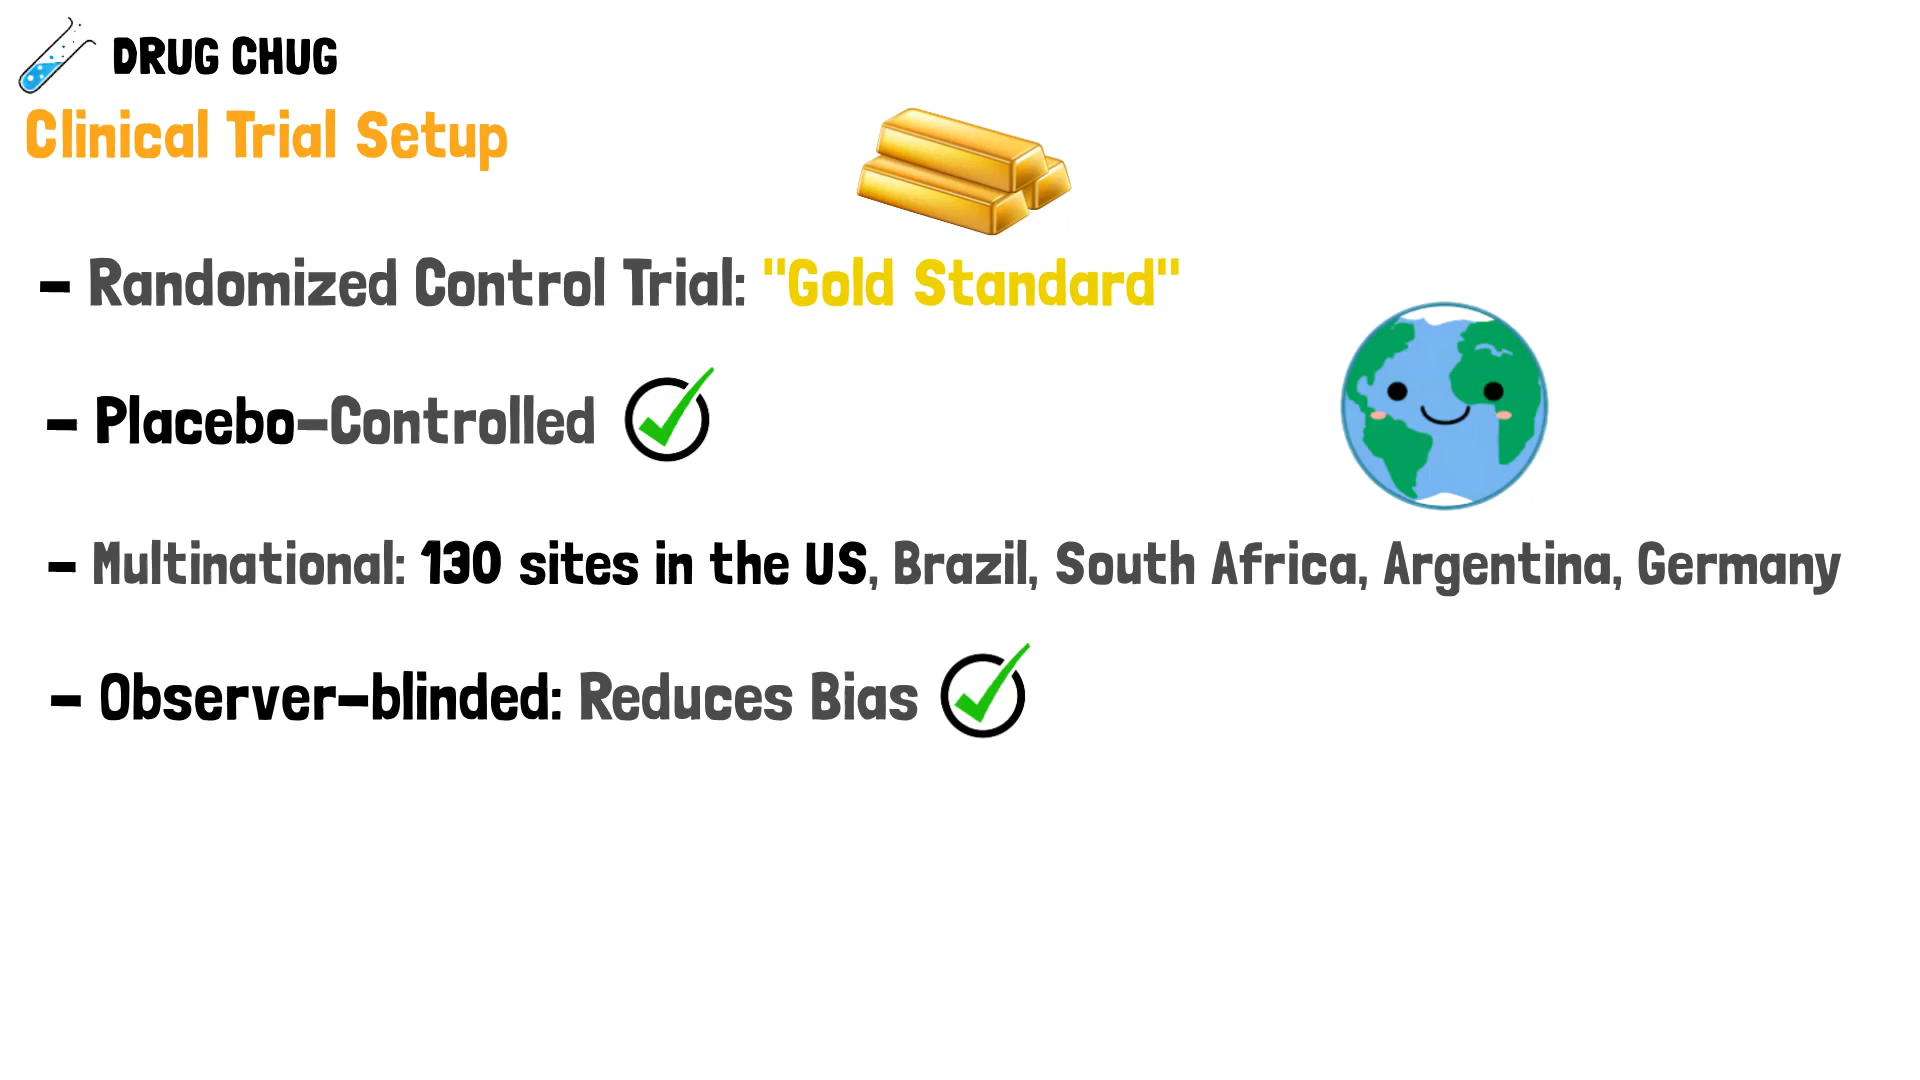 DRUG CHUG
Clinical Trial Setup
- Randomized Control Trial: "Gold Standard"
- Placebo-Controlled
- Multinational: 130 sites in the US, Brazil, South Africa, Argentina, Germany
- Observer-blinded: Reduces Bias